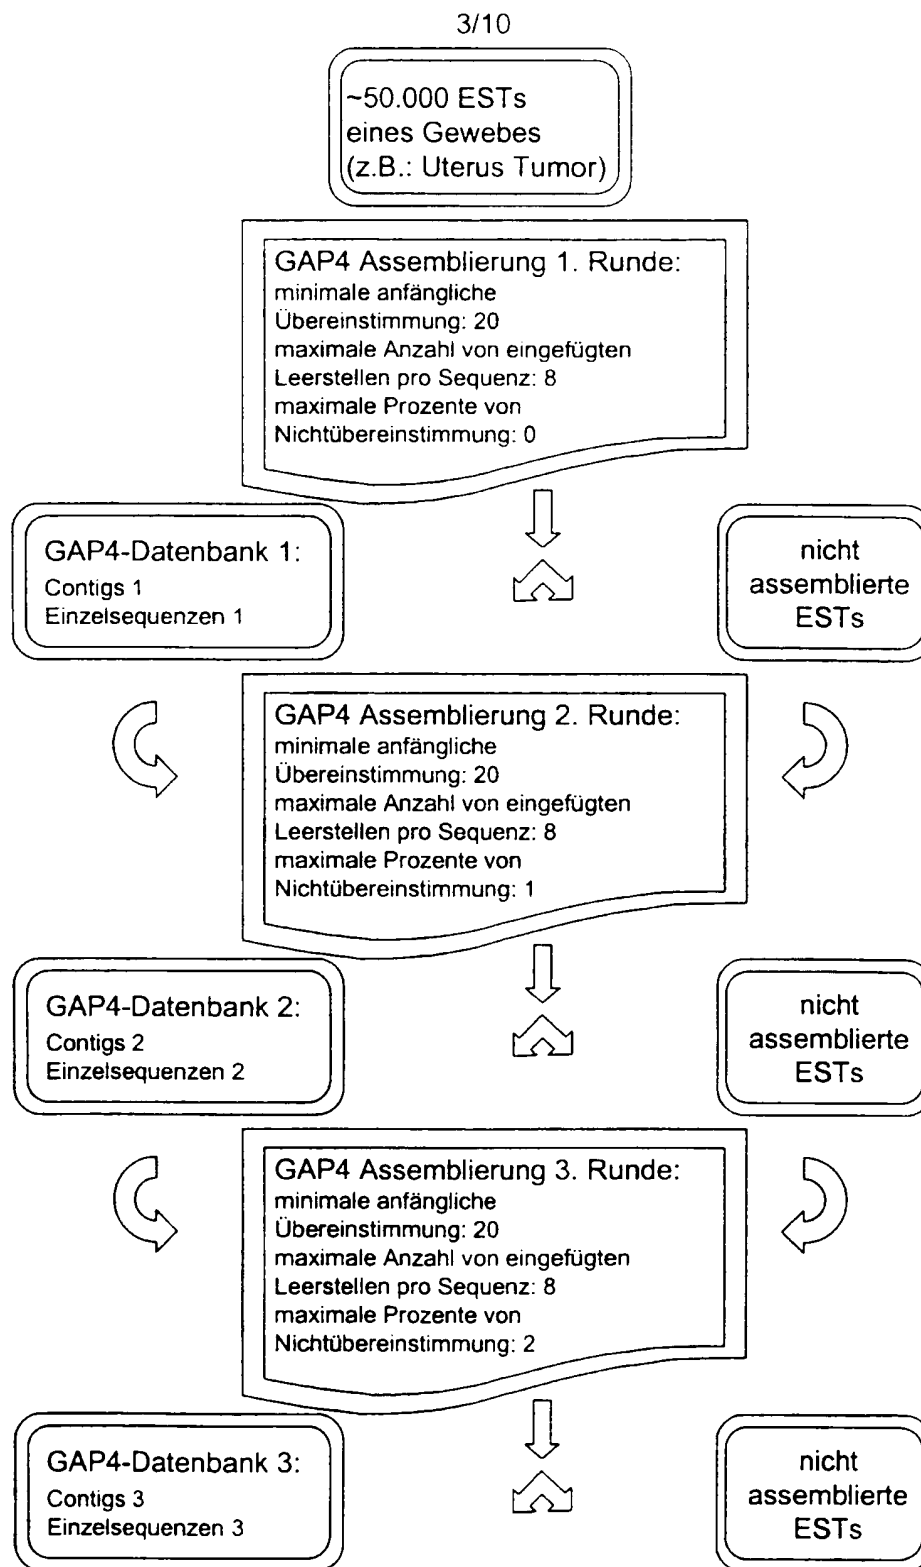 3/10
~50.000 ESTs
eines Gewebes
(z.B.: Uterus Tumor)
GAP4 Assemblierung 1. Runde:
minimale anfängliche
Übereinstimmung: 20
maximale Anzahl von eingefügten
Leerstellen pro Sequenz: 8
maximale Prozente von
Nichtübereinstimmung: 0
GAP4-Datenbank 1:
Contigs 1
Einzelsequenzen 1
nicht
assemblierte
ESTs
GAP4 Assemblierung 2. Runde:
minimale anfängliche
Übereinstimmung: 20
maximale Anzahl von eingefügten
Leerstellen pro Sequenz: 8
maximale Prozente von
Nichtübereinstimmung: 1
GAP4-Datenbank 2:
Contigs 2
Einzelsequenzen 2
nicht
assemblierte
ESTs
GAP4 Assemblierung 3. Runde:
minimale anfängliche
Übereinstimmung: 20
maximale Anzahl von eingefügten
Leerstellen pro Sequenz: 8
maximale Prozente von
Nichtübereinstimmung: 2
GAP4-Datenbank 3:
Contigs 3
Einzelsequenzen 3
nicht
assemblierte
ESTs